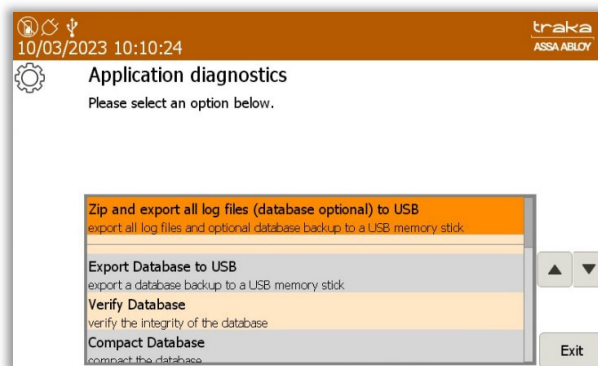 traka
10/03/2023 10:10:24
ASSA ABLOY
Application diagnostics
Please select an option below.
Zip and export all log files (database optional) to USB
export all log files and optional database backup to a USB memory stick
Export Database to USB
export a database backup to a USB memory stick
Verify Database
verify the integrity of the database
Compact Database
compact the database
Exit